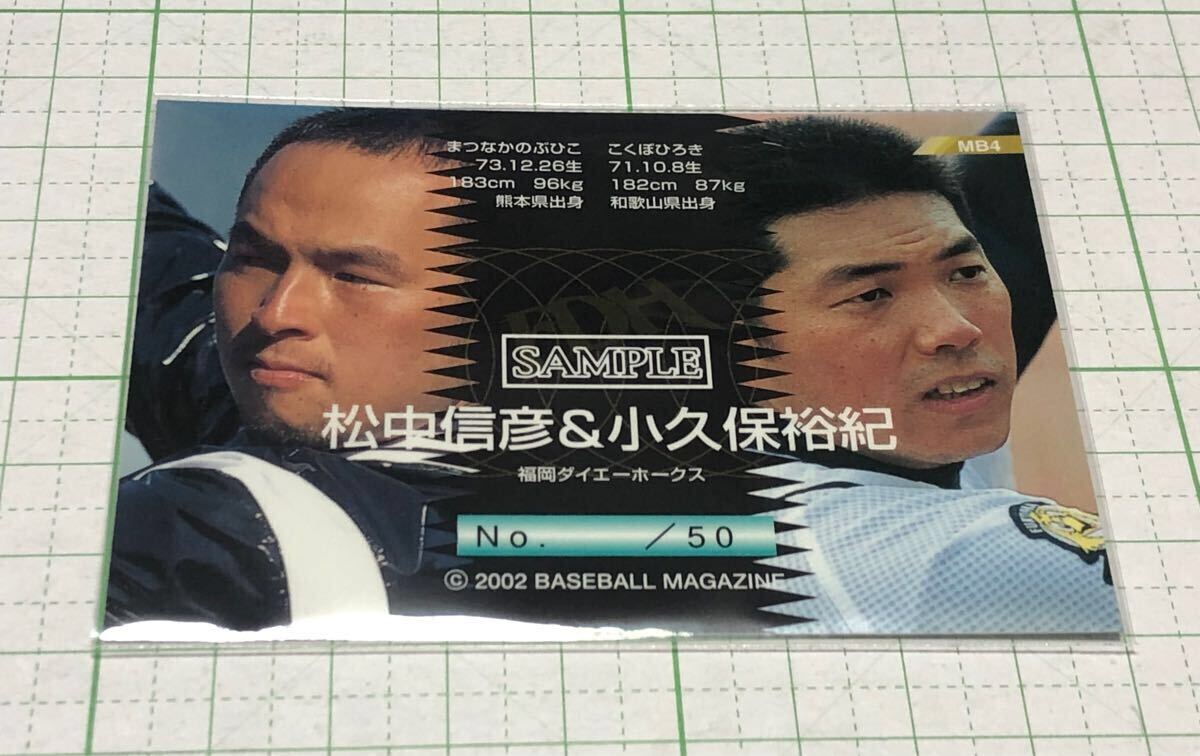 まつなかのぶひこ こくぼひろき
73.12.26生 71.10.8生
183cm 96kg 182cm 87kg
熊本県出身 和歌山県出身
MB4
SAMPLE
松中信彦&小久保裕紀
福岡ダイエーホークス
No. /50
© 2002 BASEBALL MAGAZINE